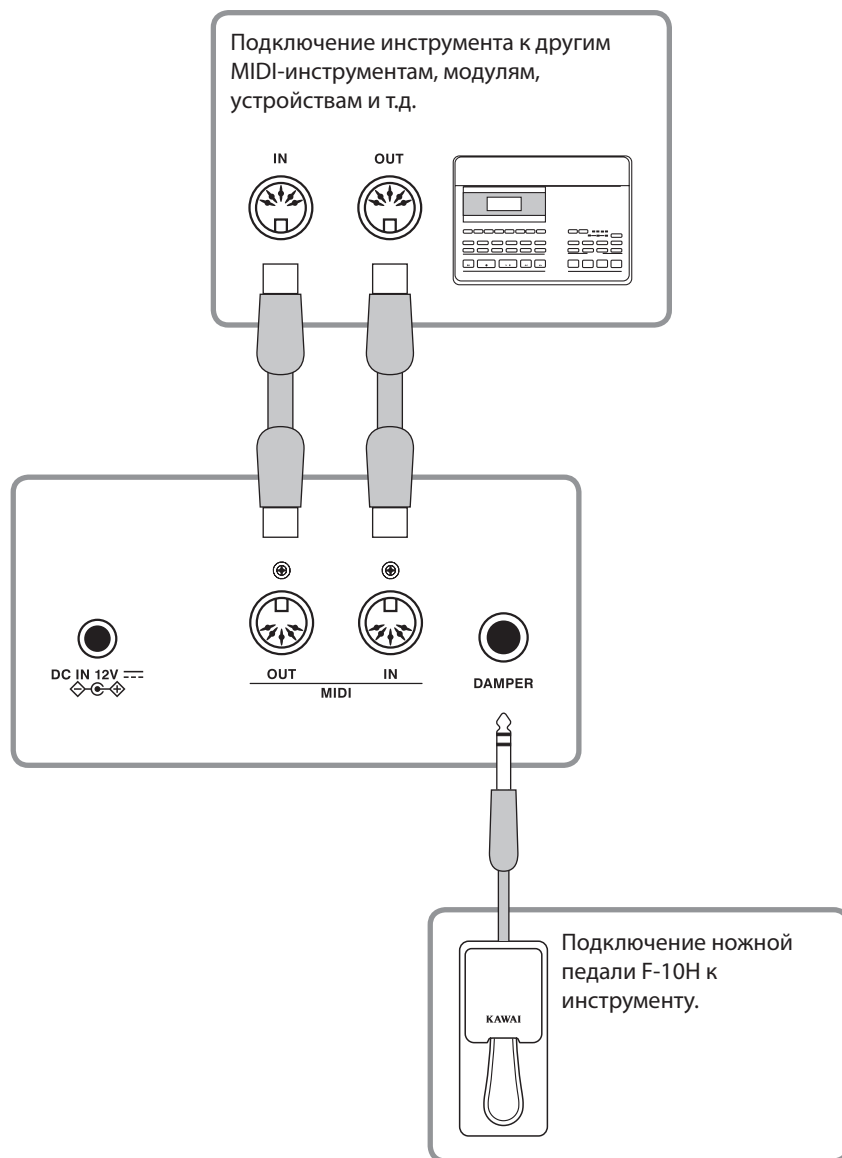 Подключение инструмента к другим
MIDI-инструментам, модулям,
устройствам и т.д.
IN OUT
DC IN 12V
OUT IN
MIDI
DAMPER
Подключение ножной
педали F-10H к
инструменту.
KAWAI